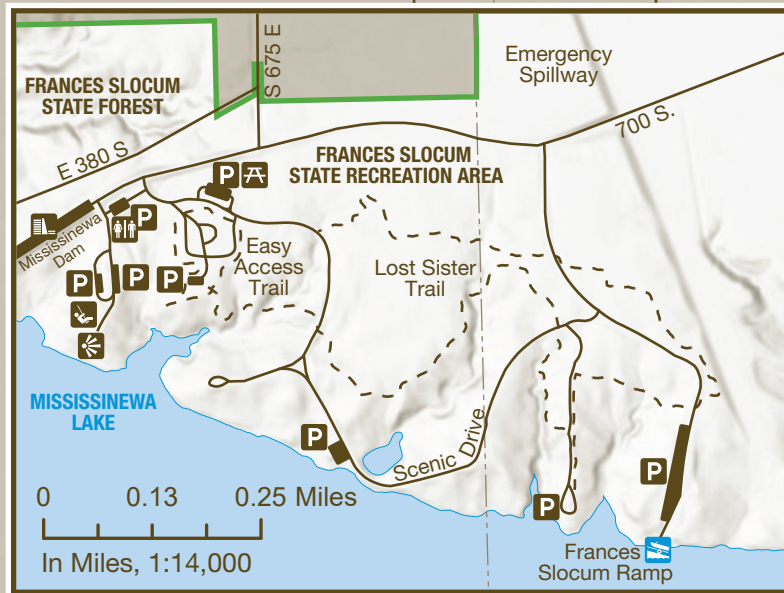 S 675 E
Emergency
Spillway
FRANCES SLOCUM
STATE FOREST
700 S.
E 380 S
FRANCES SLOCUM
STATE RECREATION AREA
P
P
Mississinewa
Dam
Easy
Access
Trail
Lost Sister
Trail
P
P
P
MISSISSINEWA
LAKE
P
Scenic Drive
P
P
0 0.13 0.25 Miles
In Miles, 1:14,000
Frances
Slocum Ramp